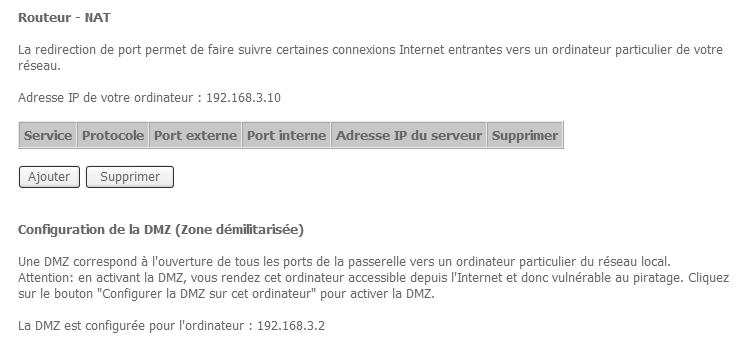 Routeur - NAT
La redirection de port permet de faire suivre certaines connexions Internet entrantes vers un ordinateur particulier de votre
réseau.
Adresse IP de votre ordinateur : 192.168.3.10
Service Protocole Port externe Port interne Adresse IP du serveur Supprimer
Ajouter Supprimer
Configuration de la DMZ (Zone démilitarisée)
Une DMZ correspond à l'ouverture de tous les ports de la passerelle vers un ordinateur particulier du réseau local.
Attention: en activant la DMZ, vous rendez cet ordinateur accessible depuis l'Internet et donc vulnérable au piratage. Cliquez
sur le bouton "Configurer la DMZ sur cet ordinateur" pour activer la DMZ.
La DMZ est configurée pour l'ordinateur : 192.168.3.2